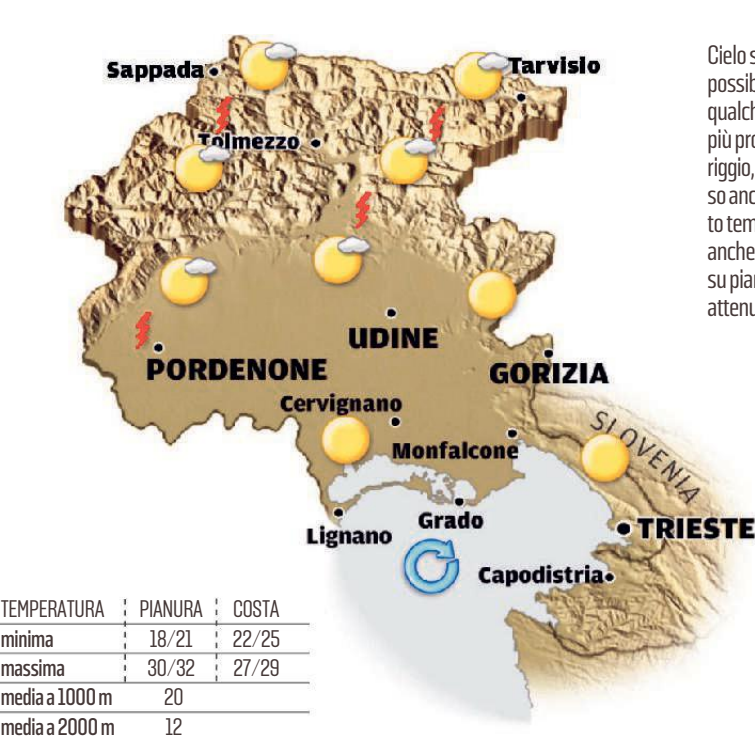 Sappada
Tarvisio
Tolmezzo
UDINE
PORDENONE
GORIZIA
Cervignano
Monfalcone
SLOVENIA
Grado
Lignano
TRIESTE
Capodistria
Cielo s
possib
qualch
più pro
riggio,
so anc
to tem
anche
su pian
attenu
TEMPERATURA PIANURA COSTA
minima 18/21 22/25
massima 30/32 27/29
media a 1000 m 20
media a 2000 m 12